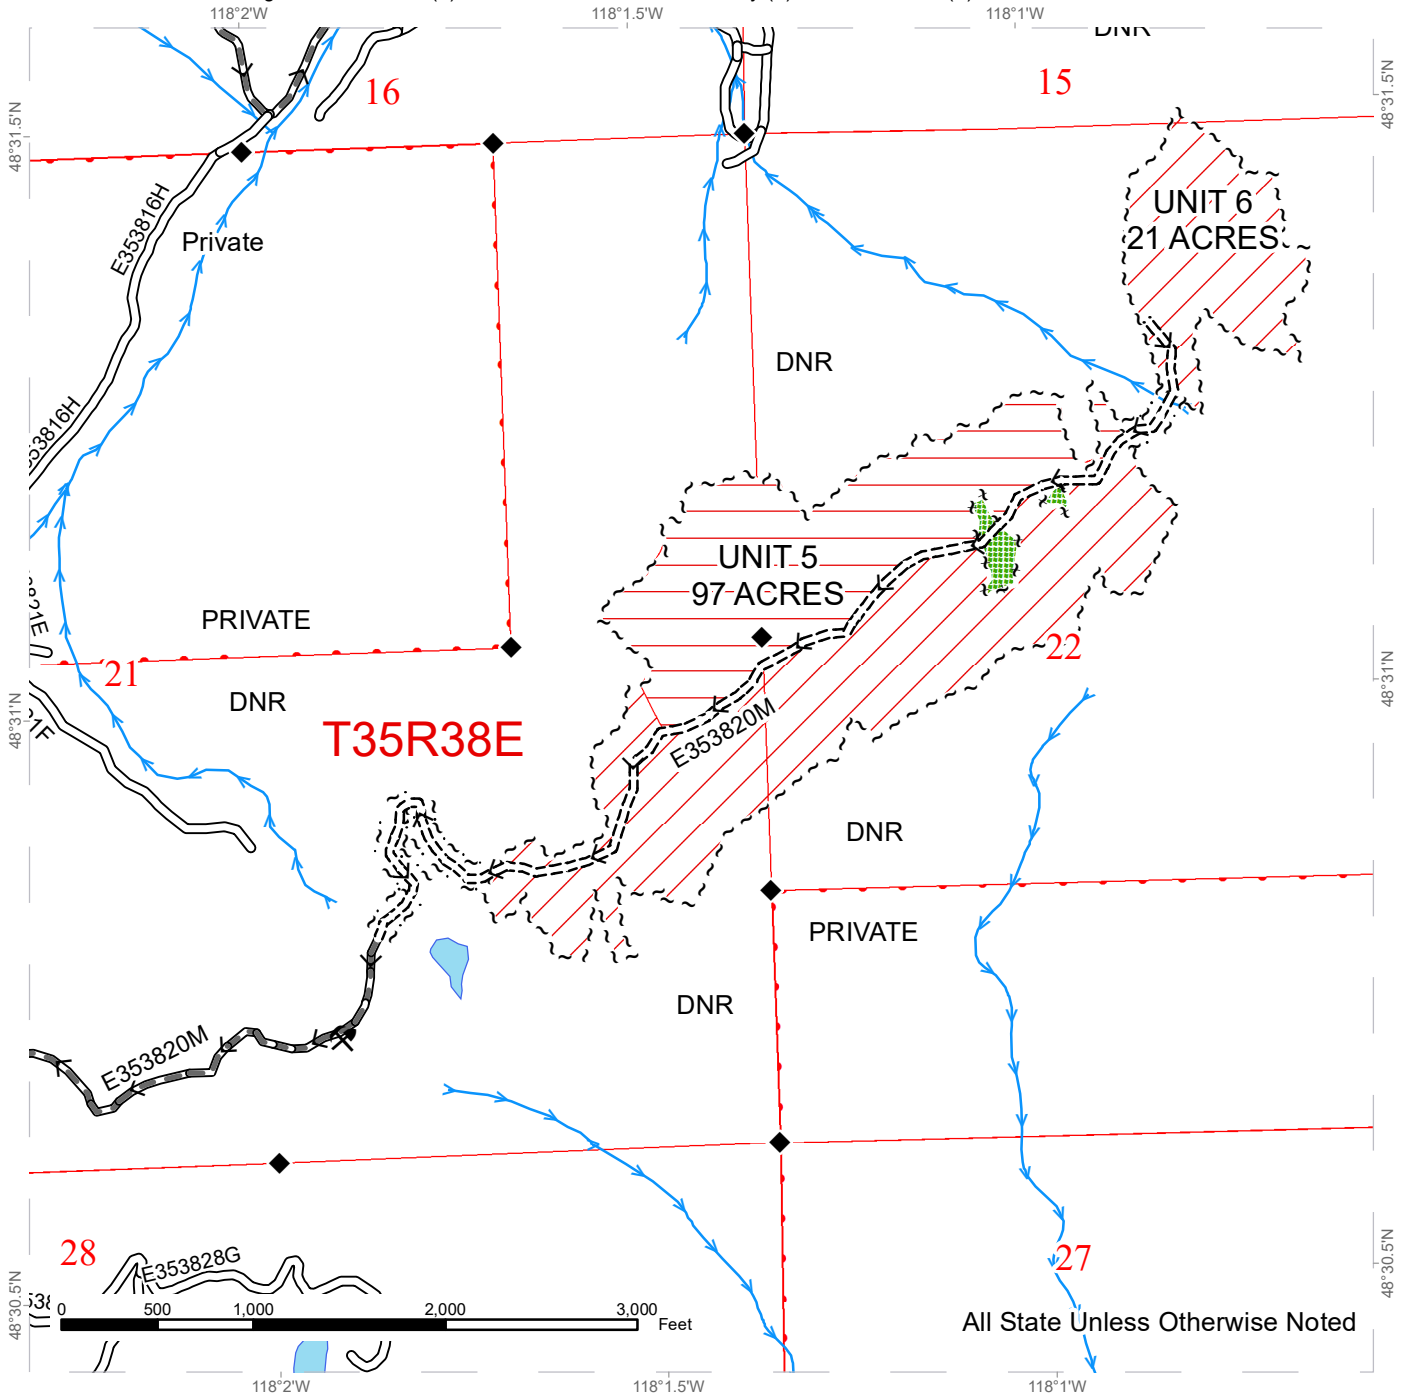 118°2'W
118°1.5'W
118°1'W
DNR
16
15
48°31.5'N
48°31.5'N
UNIT 6
21 ACRES
E353816H
Private
DNR
53816H
UNIT 5
97 ACRES
PRIVATE
21
22
DNR
T35R38E
E353820M
48°31'N
48°31'N
1F
DNR
PRIVATE
DNR
E353820M
28
27
E353828G
48°30.5'N
48°30.5'N
0 500 1,000 2,000 3,000
Feet
All State Unless Otherwise Noted
118°2'W
118°1.5'W
118°1'W